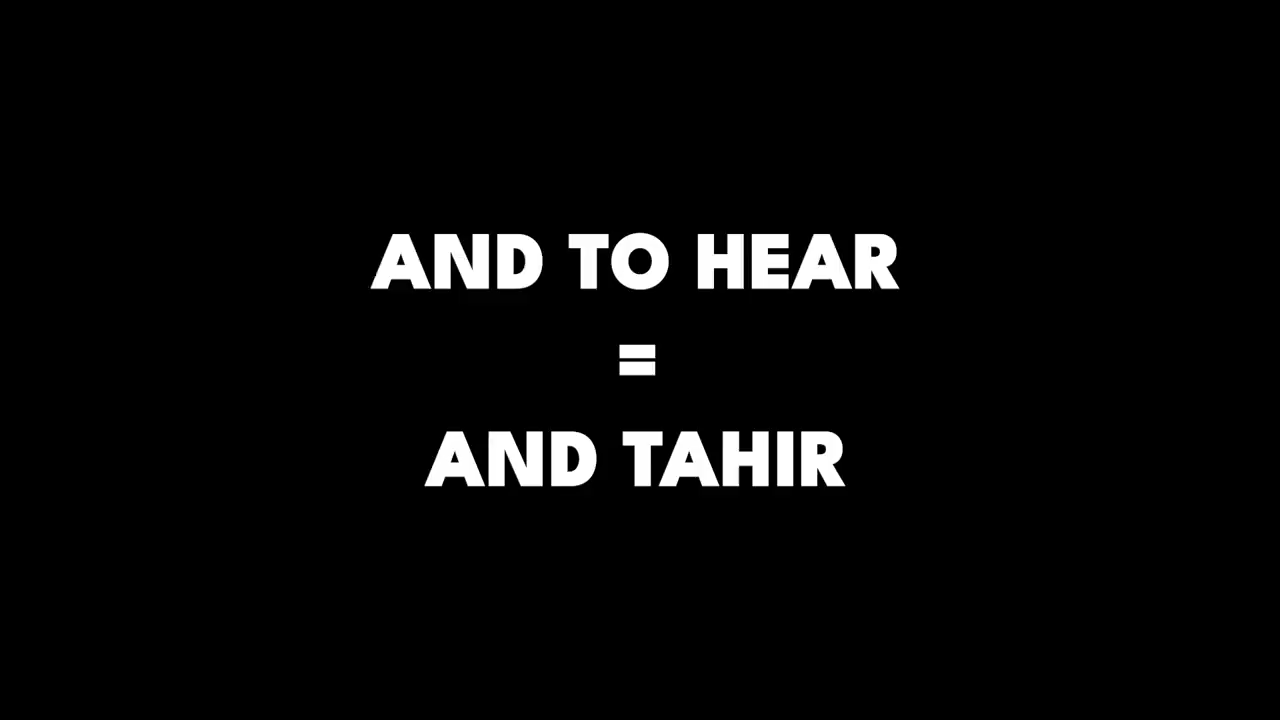 AND TO HEAR
=
AND TAHIR